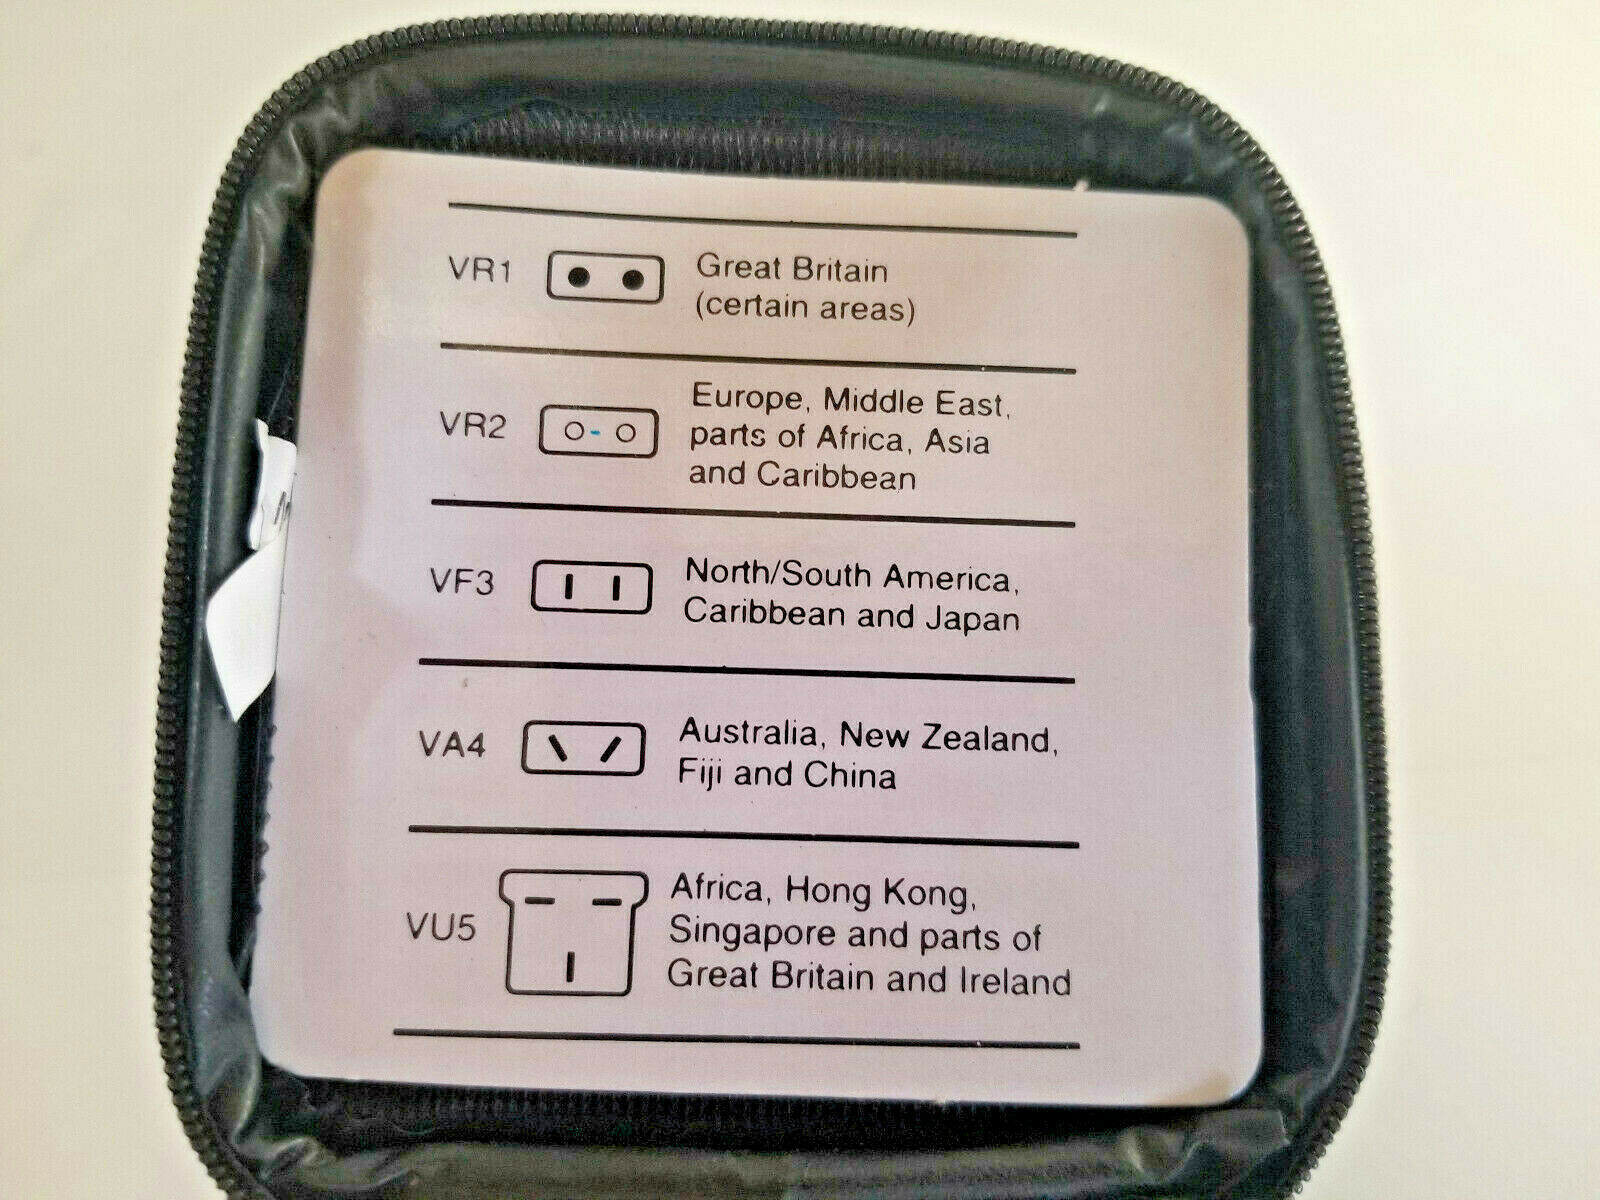 VR1
Great Britain
(certain areas)
VR2
Europe, Middle East,
parts of Africa, Asia
and Caribbean
VF3
North/South America,
Caribbean and Japan
VA4
Australia, New Zealand,
Fiji and China
VU5
Africa, Hong Kong,
Singapore and parts of
Great Britain and Ireland